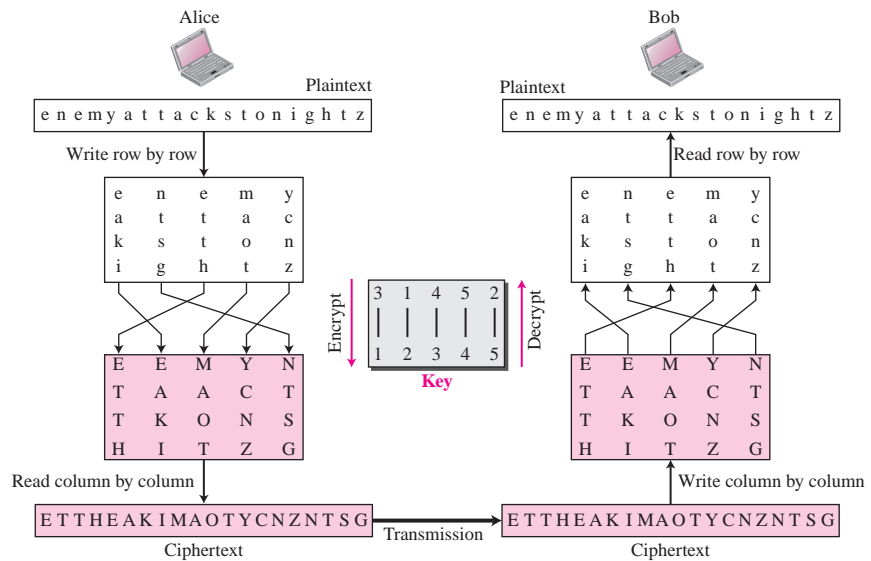 Alice
Bob
Plaintext
Plaintext
e n e m y a t t a c k s t o n i g h t z
e n e m y a t t a c k s t o n i g h t z
Write row by row
Read row by row
e n e m y
a t t a c
k s t o n
i g h t z
e n e m y
a t t a c
k s t o n
i g h t z
Encrypt
3 1 4 5 2
1 2 3 4 5
Decrypt
Key
E E M Y N
T A A C T
T K O N S
H I T Z G
E E M Y N
T A A C T
T K O N S
H I T Z G
Read column by column
Write column by column
E T T H E A K I M A O T Y C N Z N T S G
Transmission
E T T H E A K I M A O T Y C N Z N T S G
Ciphertext
Ciphertext